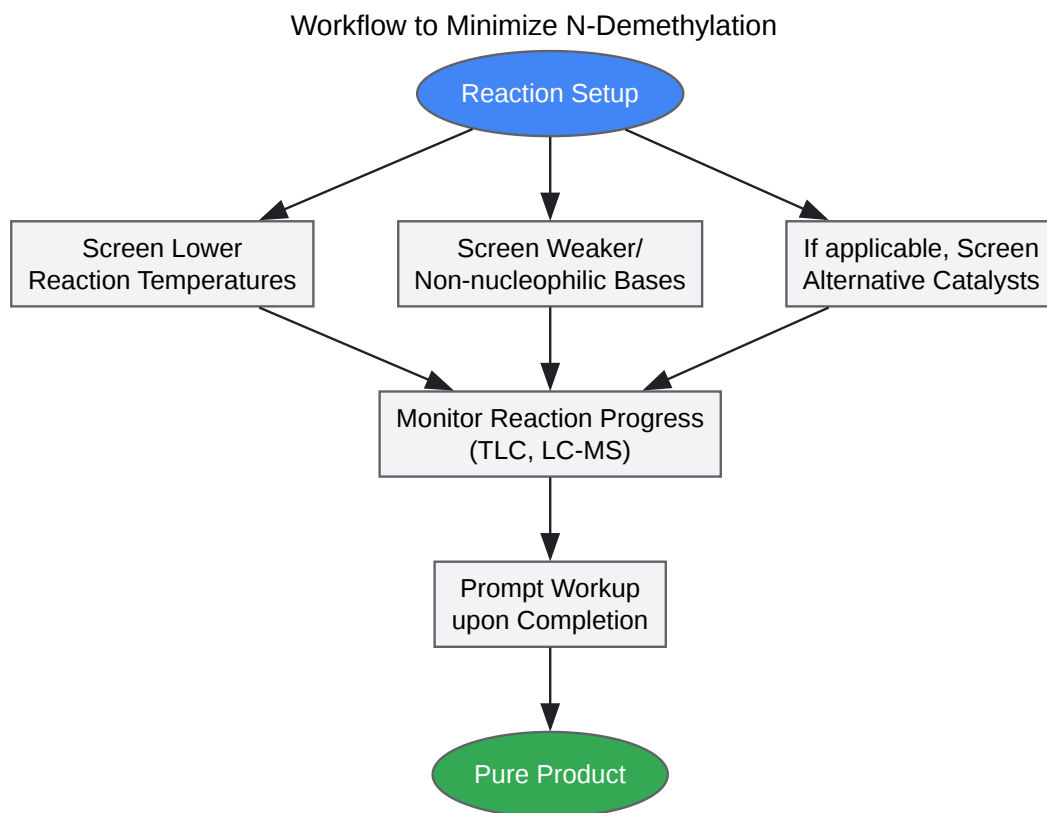 Workflow to Minimize N-Demethylation
Reaction Setup
Screen Lower
Reaction Temperatures
Screen Weaker/
Non-nucleophilic Bases
If applicable, Screen
Alternative Catalysts
Monitor Reaction Progress
(TLC, LC-MS)
Prompt Workup
upon Completion
Pure Product